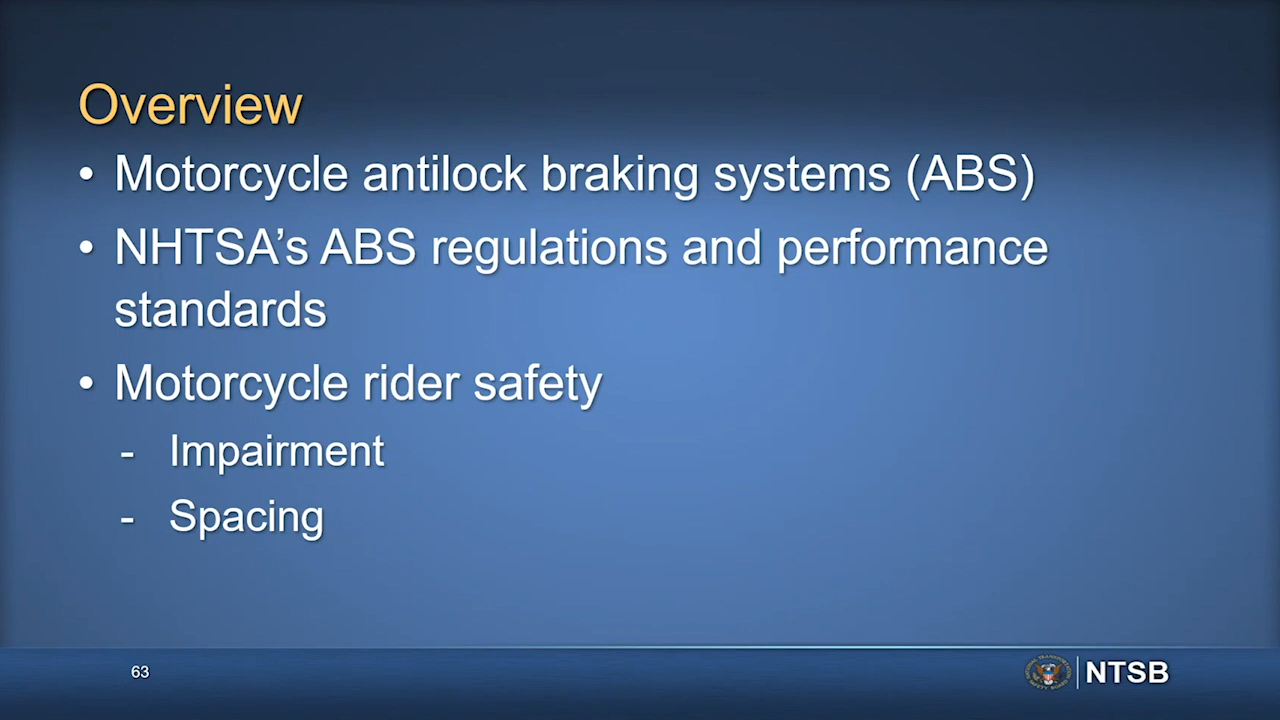 Overview
• Motorcycle antilock braking systems (ABS)
• NHTSA’s ABS regulations and performance
standards
• Motorcycle rider safety
- Impairment
- Spacing
63
NTSB